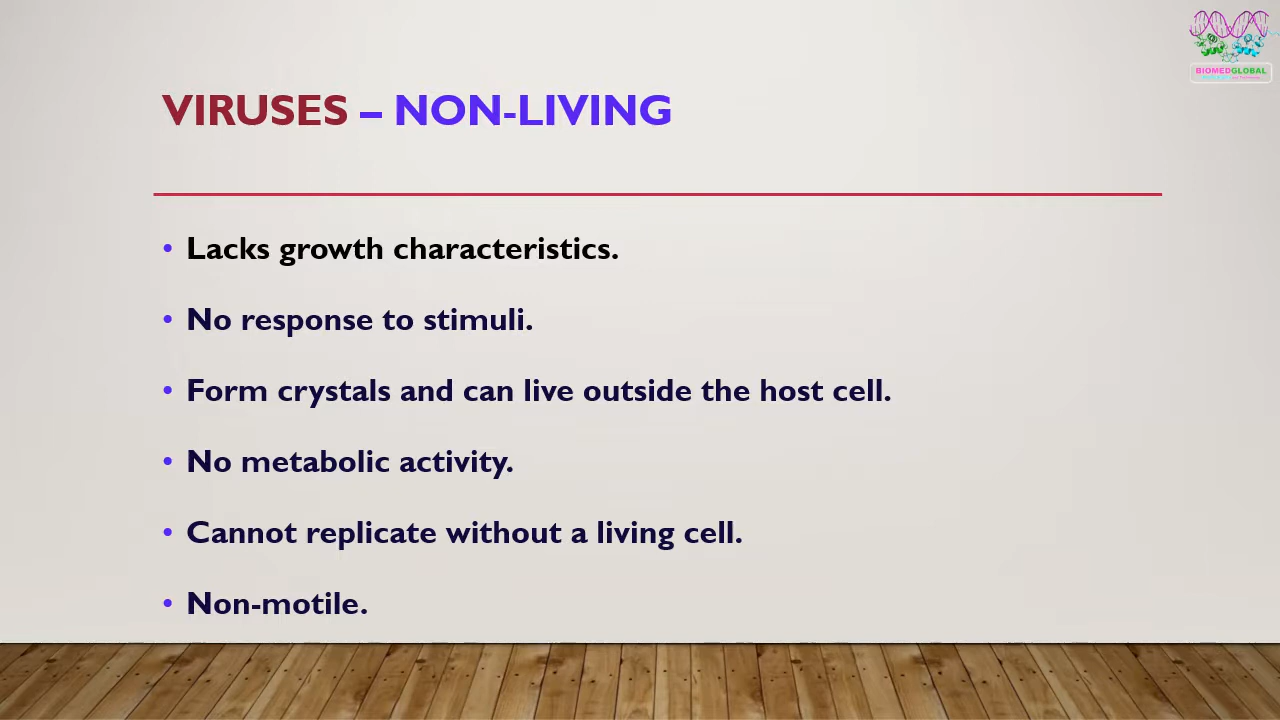 BIOMEDGLOBAL
VIRUSES – NON-LIVING
• Lacks growth characteristics.
• No response to stimuli.
• Form crystals and can live outside the host cell.
• No metabolic activity.
• Cannot replicate without a living cell.
• Non-motile.